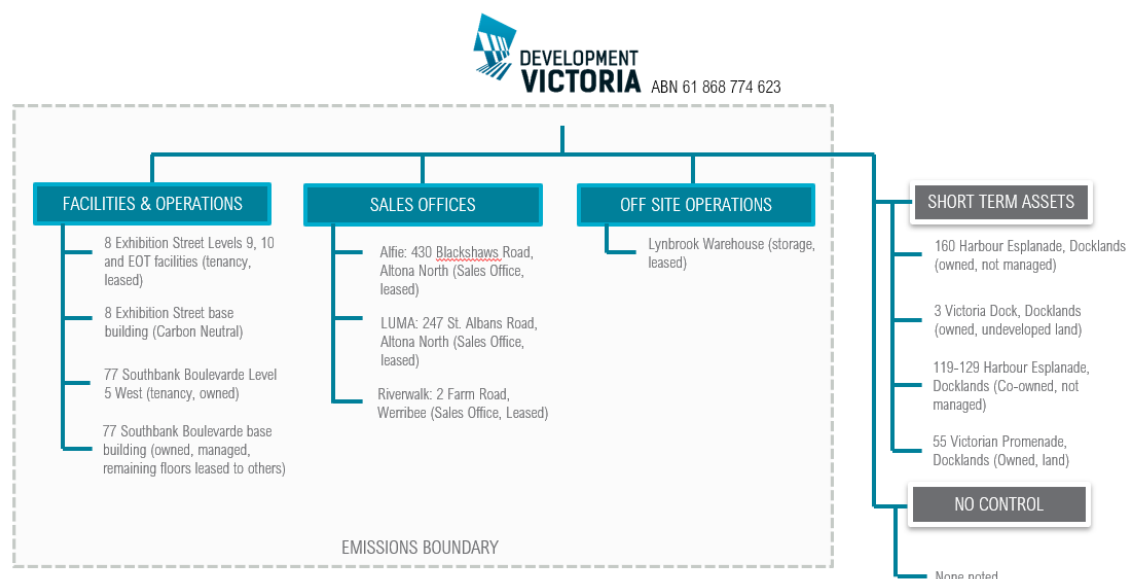 DEVELOPMENT
VICTORIA ABN 61 868 774 623
FACILITIES & OPERATIONS
8 Exhibition Street Levels 9, 10
and EOT facilities (tenancy,
leased)
8 Exhibition Street base
building (Carbon Neutral)
77 Southbank Boulevarde Level
5 West (tenancy, owned)
77 Southbank Boulevarde base
building (owned, managed,
remaining floors leased to others)
SALES OFFICES
Alfie: 430 Blackshaws Road,
Altona North (Sales Office,
leased)
LUMA: 247 St. Albans Road,
Altona North (Sales Office,
leased)
Riverwalk: 2 Farm Road,
Werribee (Sales Office, Leased)
OFF SITE OPERATIONS
Lynbrook Warehouse (storage,
leased)
EMISSIONS BOUNDARY
SHORT TERM ASSETS
160 Harbour Esplanade, Docklands
(owned, not managed)
3 Victoria Dock, Docklands
(owned, undeveloped land)
119-129 Harbour Esplanade,
Docklands (Co-owned, not
managed)
55 Victorian Promenade,
Docklands (Owned, land)
NO CONTROL
None noted